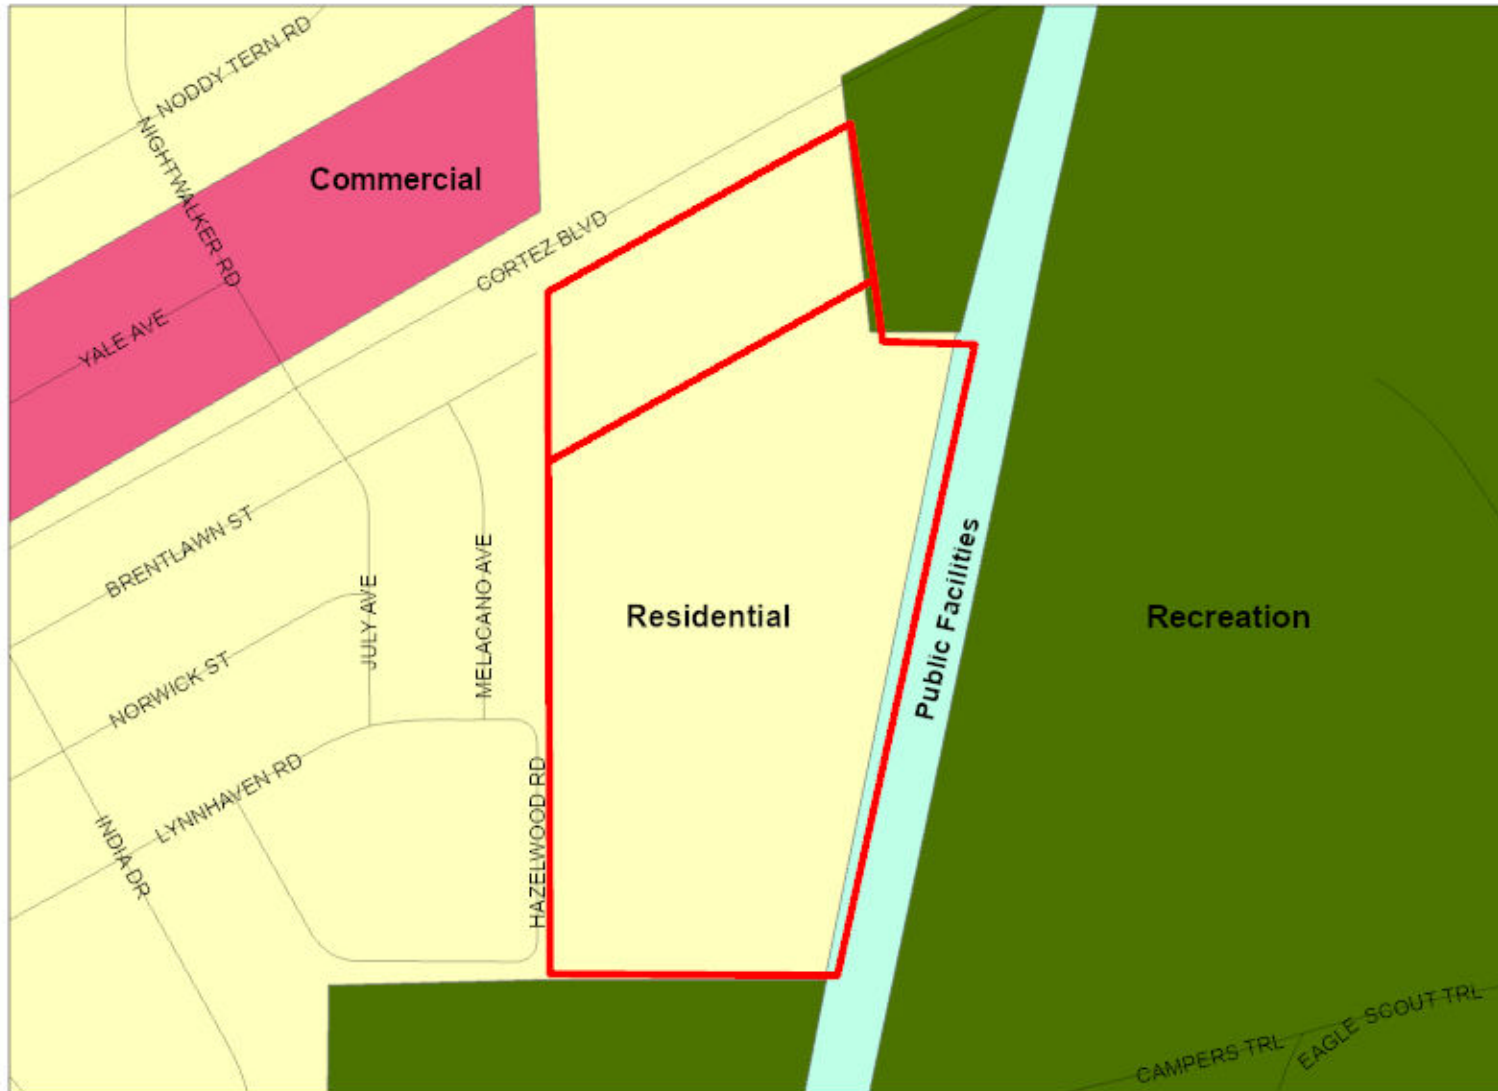 NODDY TERN RD
NIGHTWALKER RD
Commercial
CORTEZ BLVD
YALE AVE
BRENTLAWN ST
JULY AVE
MELACANO AVE
Residential
Public Facilities
Recreation
NORWICK ST
LYNNHAVEN RD
HAZELWOOD RD
INDIA DR
CAMPERS TRL
EAGLE SCOUT TRL